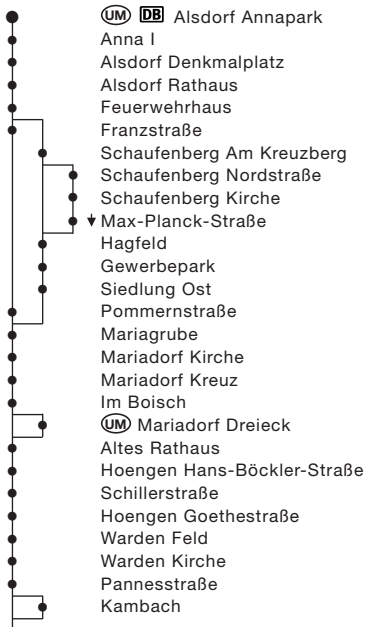 UM DB Alsdorf Annapark
Anna I
Alsdorf Denkmalplatz
Alsdorf Rathaus
Feuerwehrhaus
Franzstraße
Schaufenberg Am Kreuzberg
Schaufenberg Nordstraße
Schaufenberg Kirche
Max-Planck-Straße
Hagfeld
Gewerbepark
Siedlung Ost
Pommernstraße
Mariagrube
Mariadorf Kirche
Mariadorf Kreuz
Im Boisch
UM Mariadorf Dreieck
Altes Rathaus
Hoengen Hans-Böckler-Straße
Schillerstraße
Hoengen Goethestraße
Warden Feld
Warden Kirche
Pannesstraße
Kambach